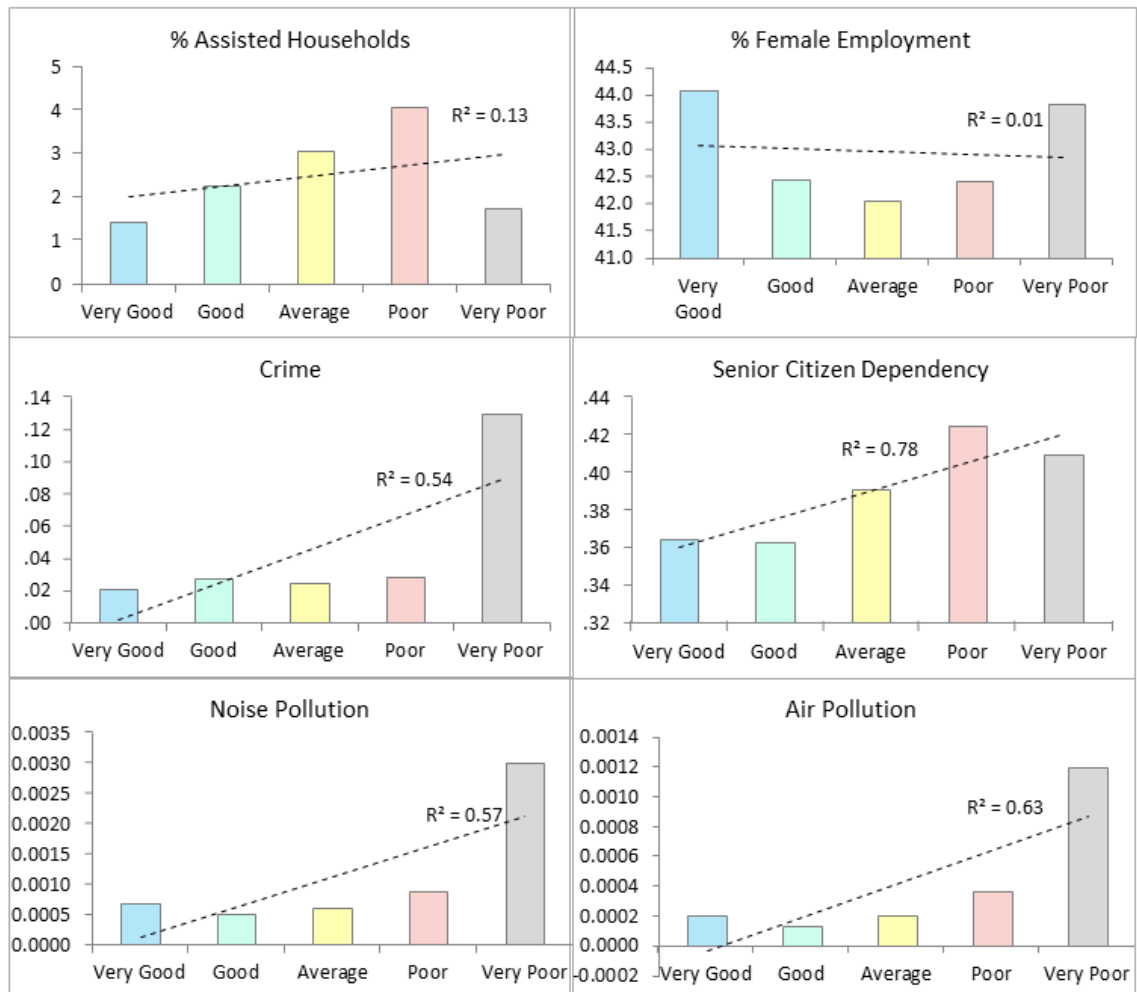 % Assisted Households
5
4
3
2
1
0
R² = 0.13
Very Good Good Average Poor Very Poor
% Female Employment
44.5
44.0
43.5
43.0
42.5
42.0
41.5
41.0
R² = 0.01
Very Good Average Poor Very Poor
Good
Crime
.14
.12
.10
.08
.06
.04
.02
.00
R² = 0.54
Very Good Good Average Poor Very Poor
Senior Citizen Dependency
.44
.42
.40
.38
.36
.34
.32
R² = 0.78
Very Good Good Average Poor Very Poor
Noise Pollution
0.0035
0.0030
0.0025
0.0020
0.0015
0.0010
0.0005
0.0000
R² = 0.57
Very Good Good Average Poor Very Poor
Air Pollution
0.0014
0.0012
0.0010
0.0008
0.0006
0.0004
0.0002
0.0000
-0.0002
R² = 0.63
Very Good Good Average Poor Very Poor